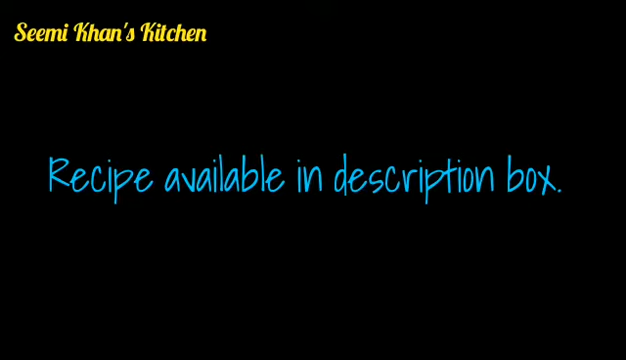 Seemi Khan's Kitchen
Recipe available in description box.